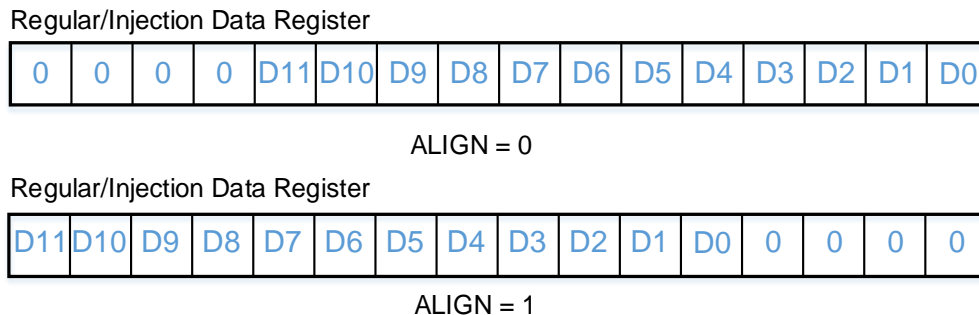 Regular/Injection Data Register
0 0 0 0 D11 D10 D9 D8 D7 D6 D5 D4 D3 D2 D1 D0
ALIGN = 0
Regular/Injection Data Register
D11 D10 D9 D8 D7 D6 D5 D4 D3 D2 D1 D0 0 0 0 0
ALIGN = 1